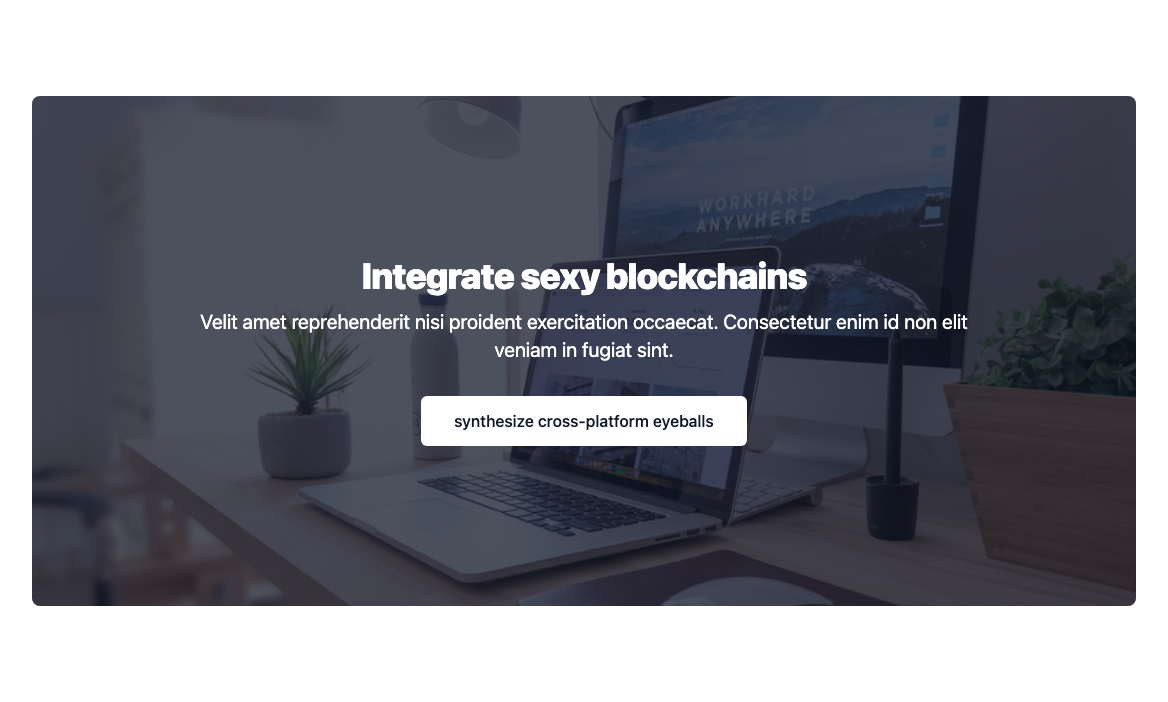 WORKHARD
ANYWHERE
Integrate sexy blockchains
Velit amet reprehenderit nisi proident exercitation occaecat. Consectetur enim id non elit
veniam in fugiat sint.
synthesize cross-platform eyeballs